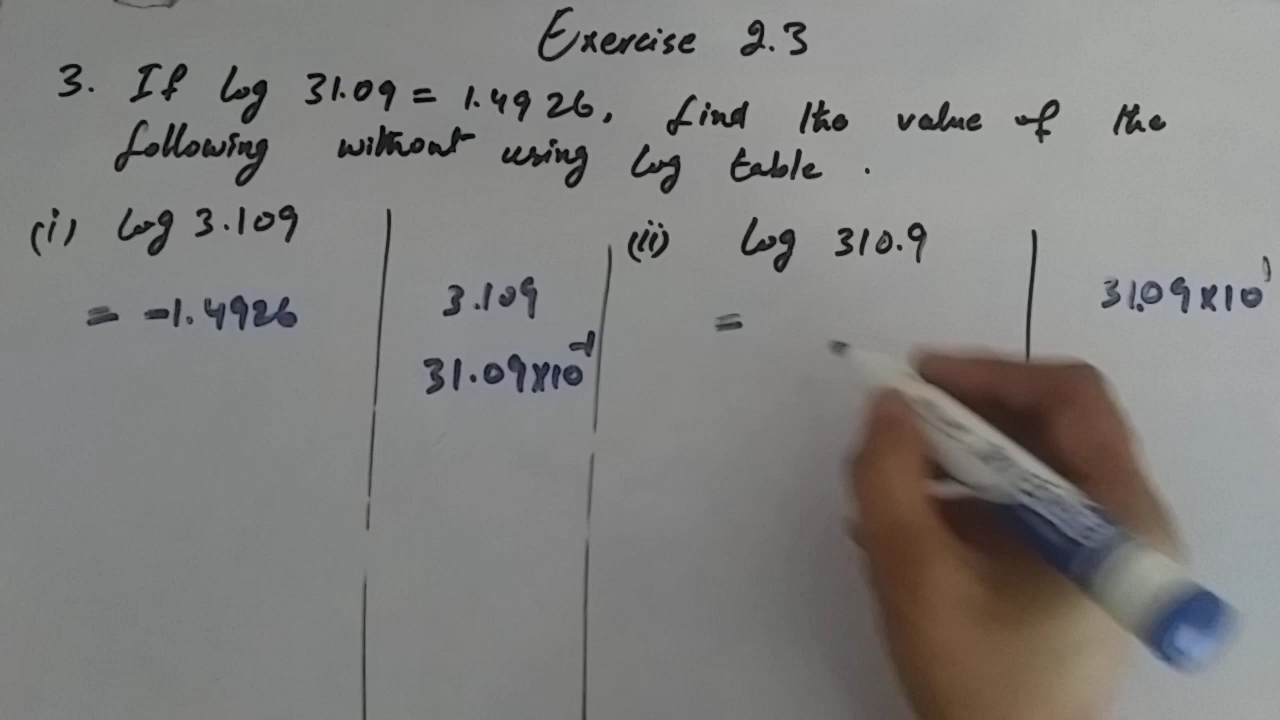 Exercise 2.3
3. If log 31.09 = 1.4926, find the value of the
following without using log table.
(i) log 3.109
= -1.4926
3.109
31.09×10⁻¹
(ii) log 310.9
=
31.09×10¹